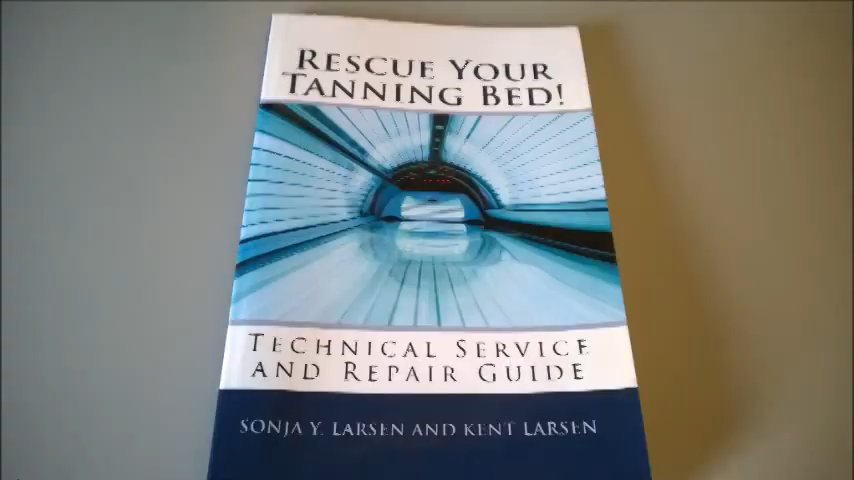 RESCUE YOUR
TANNING BED!
TECHNICAL SERVICE
AND REPAIR GUIDE
SONJA Y. LARSEN AND KENT LARSEN